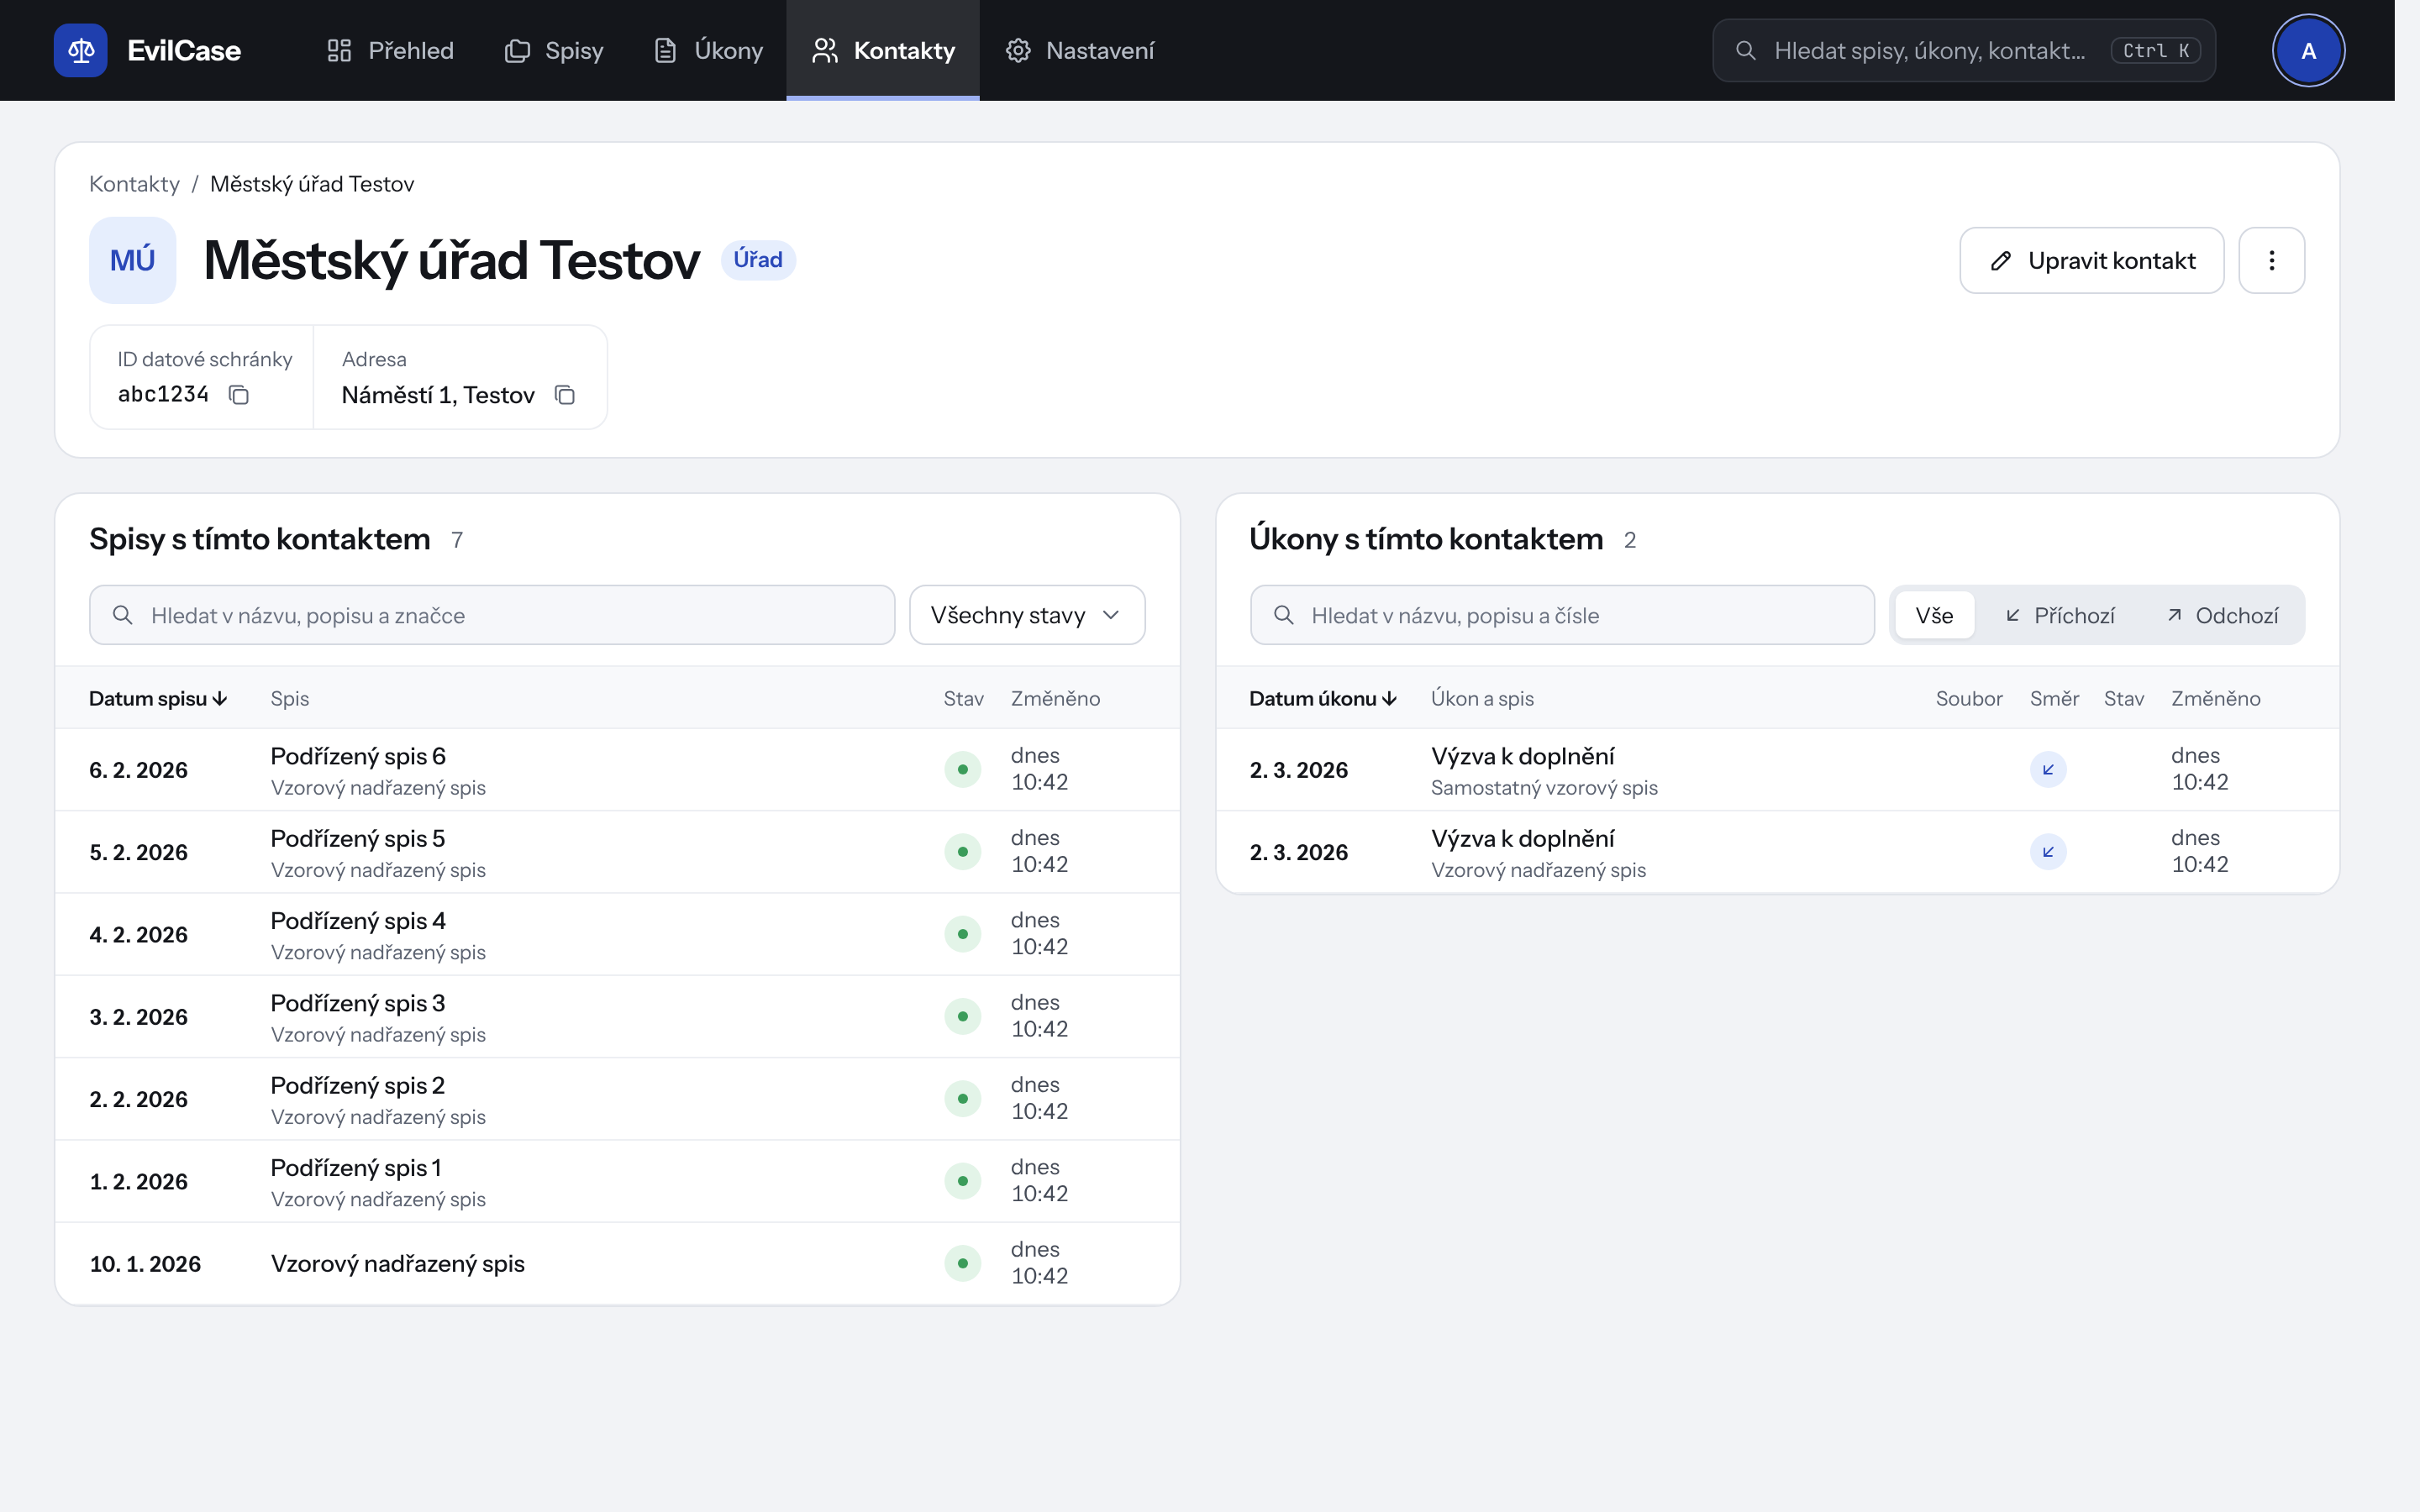 EvilCase
Přehled
Spisy
Úkony
Kontakty
Nastavení
Hledat spisy, úkony, kontakt...
Ctrl K
A
Kontakty / Městský úřad Testov
MÚ
Městský úřad Testov
Úřad
Upravit kontakt
ID datové schránky
abc1234
Adresa
Náměstí 1, Testov
Spisy s tímto kontaktem 7
Hledat v názvu, popisu a značce
Všechny stavy
Datum spisu Spis Stav Změněno
6. 2. 2026
Podřízený spis 6
Vzorový nadřazený spis
dnes
10:42
5. 2. 2026
Podřízený spis 5
Vzorový nadřazený spis
dnes
10:42
4. 2. 2026
Podřízený spis 4
Vzorový nadřazený spis
dnes
10:42
3. 2. 2026
Podřízený spis 3
Vzorový nadřazený spis
dnes
10:42
2. 2. 2026
Podřízený spis 2
Vzorový nadřazený spis
dnes
10:42
1. 2. 2026
Podřízený spis 1
Vzorový nadřazený spis
dnes
10:42
10. 1. 2026
Vzorový nadřazený spis
dnes
10:42
Úkony s tímto kontaktem 2
Hledat v názvu, popisu a čísle
Vše
Příchozí
Odchozí
Datum úkonu Úkon a spis Soubor Směr Stav Změněno
2. 3. 2026
Výzva k doplnění
Samostatný vzorový spis
dnes
10:42
2. 3. 2026
Výzva k doplnění
Vzorový nadřazený spis
dnes
10:42